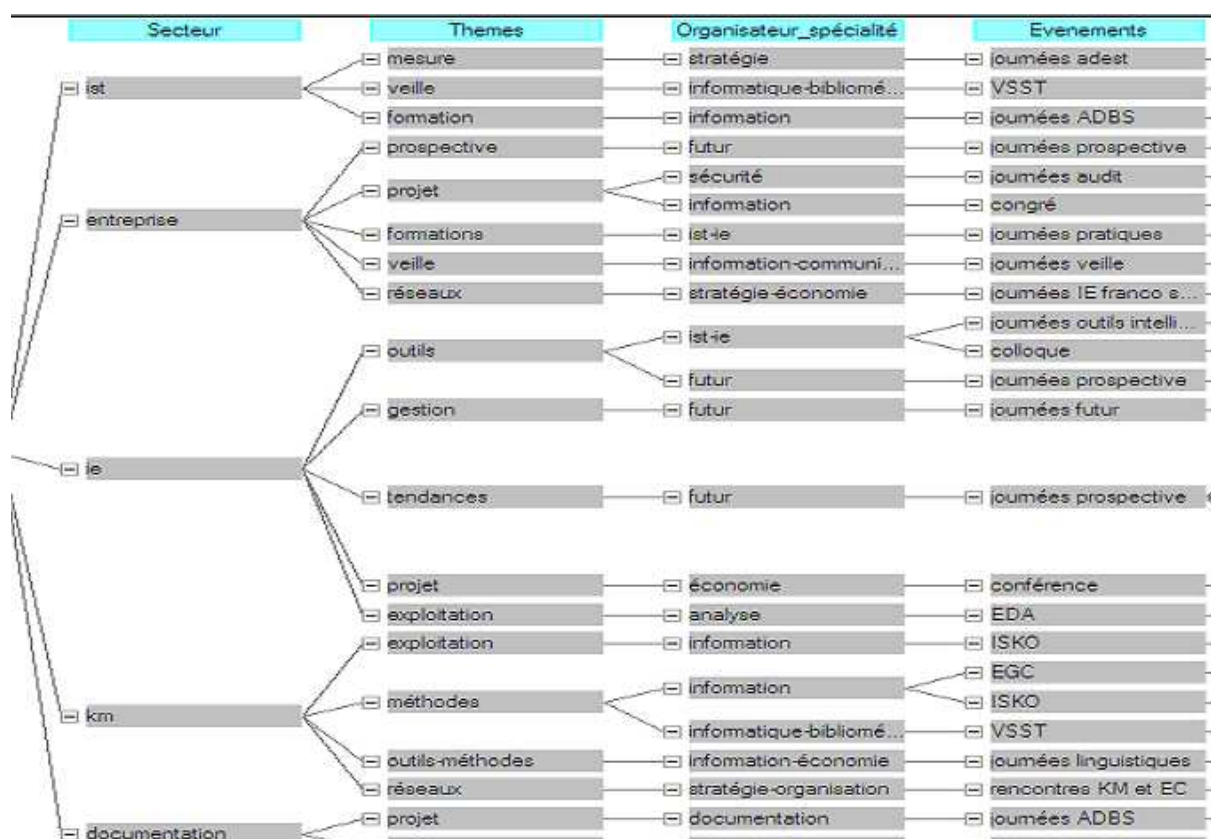 Secteur Themes Organisateur_spécialité Evenements
mesure stratégie journées adest
ist veille informatique-bibliomé... VSST
formation information journées ADBS
prospective futur journées prospective
sécurité journées audit
projet
information congré
entreprise
formations ist-ie journées pratiques
veille information-communi... journées veille
réseaux stratégie-économie journées IE franco s...
journées outils intelli...
ist-ie
outils colloque
futur journées prospective
gestion futur journées futur
ie
tendances futur journées prospective
projet économie conférence
exploitation analyse EDA
exploitation information ISKO
EGC
information
méthodes ISKO
km
informatique-bibliomé... VSST
outils-méthodes information-économie journées linguistiques
réseaux stratégie-organisation rencontres KM et EC
projet documentation journées ADBS
documentation